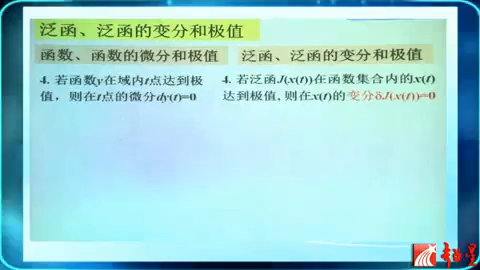 泛函、泛函的变分和极值
函数、函数的微分和极值
泛函、泛函的变分和极值
4. 若函数y在域内t点达到极
值，则在t点的微分dy(t)=0
4. 若泛函J(x(t))在函数集合内的x(t)
达到极值,则在x(t)的变分δJ(x(t))=0